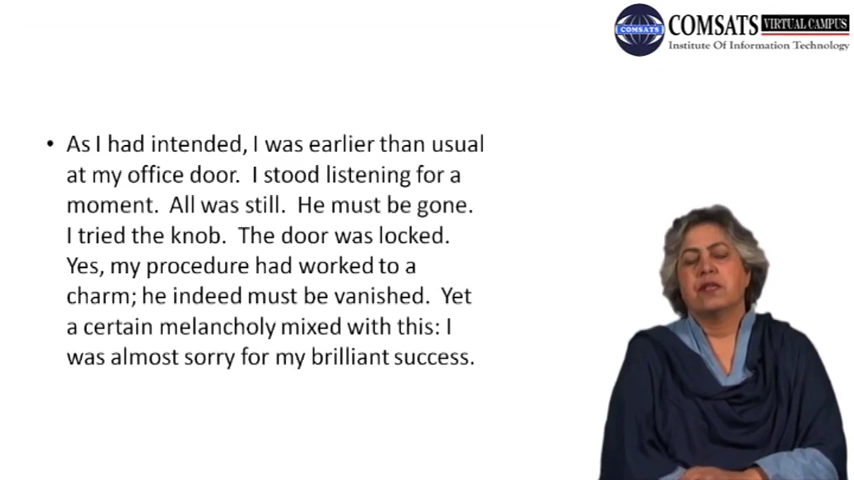 COMSATS VIRTUAL CAMPUS
COMSATS
Institute Of Information Technology
• As I had intended, I was earlier than usual
at my office door. I stood listening for a
moment. All was still. He must be gone.
I tried the knob. The door was locked.
Yes, my procedure had worked to a
charm; he indeed must be vanished. Yet
a certain melancholy mixed with this: I
was almost sorry for my brilliant success.